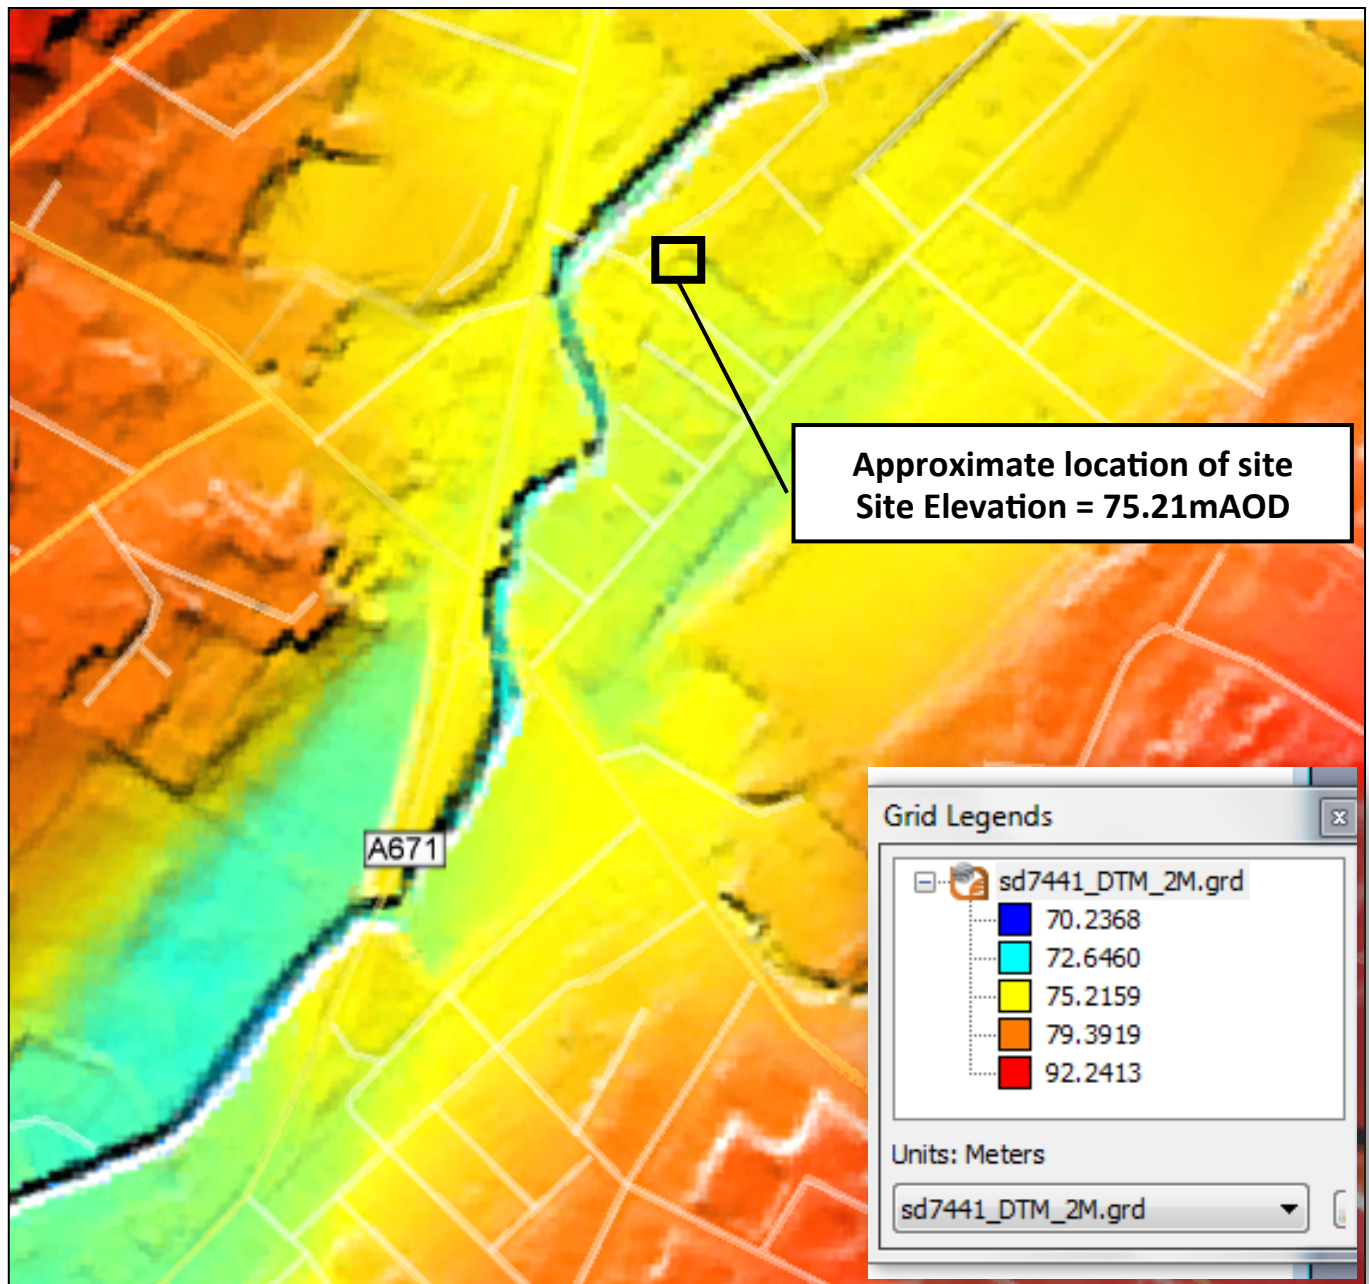 Approximate location of site
Site Elevation = 75.21mAOD
A671
Grid Legends
sd7441_DTM_2M.grd
70.2368
72.6460
75.2159
79.3919
92.2413
Units: Meters
sd7441_DTM_2M.grd